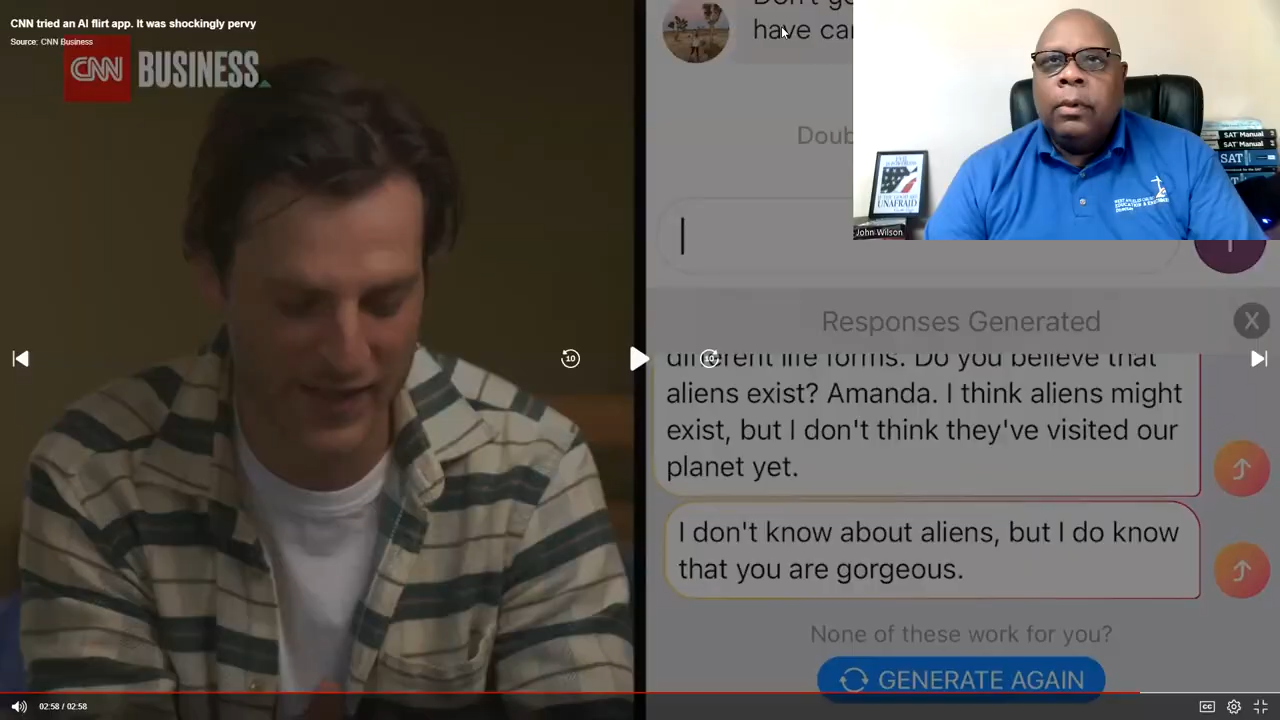 CNN tried an AI flirt app. It was shockingly pervy
Source: CNN Business
CNN BUSINESS
have ca
Doub
UNAFRAID
SAT Manual
SAT Manual
SAT
John Wilson
Responses Generated
different life forms. Do you believe that
aliens exist? Amanda. I think aliens might
exist, but I don't think they've visited our
planet yet.
I don't know about aliens, but I do know
that you are gorgeous.
None of these work for you?
GENERATE AGAIN
10
10
X
02:58 / 02:58
CC